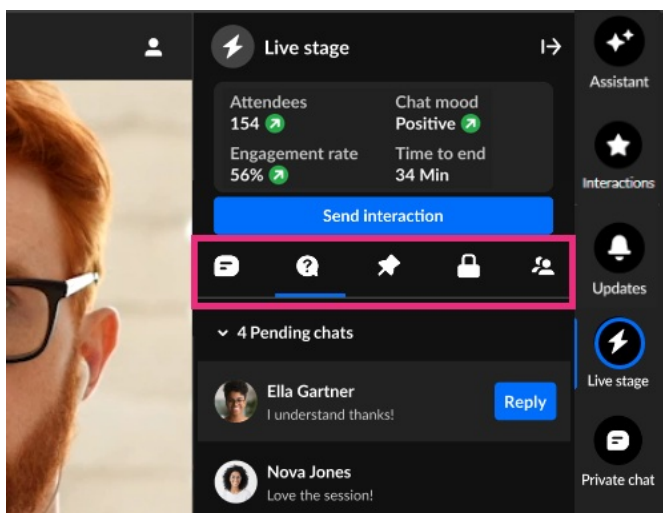 Live stage
Attendees
154
Chat mood
Positive
Engagement rate
56%
Time to end
34 Min
Send interaction
4 Pending chats
Ella Gartner
I understand thanks!
Reply
Nova Jones
Love the session!
Assistant
Interactions
Updates
Live stage
Private chat